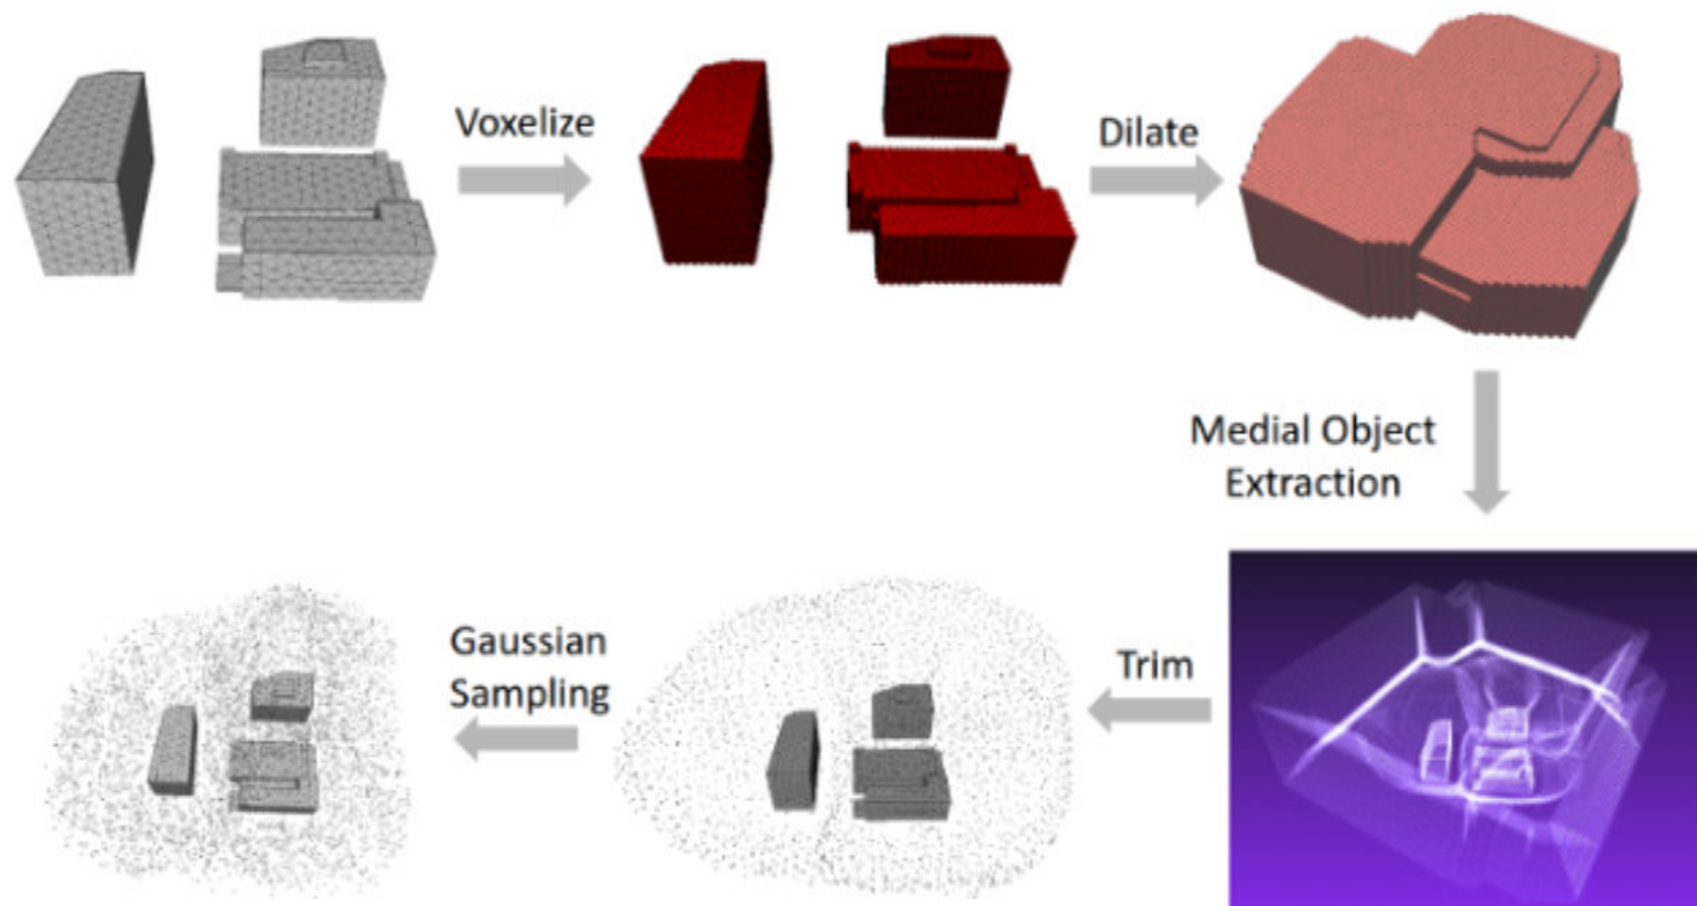 Voxelize
Dilate
Medial Object
Extraction
Trim
Gaussian
Sampling